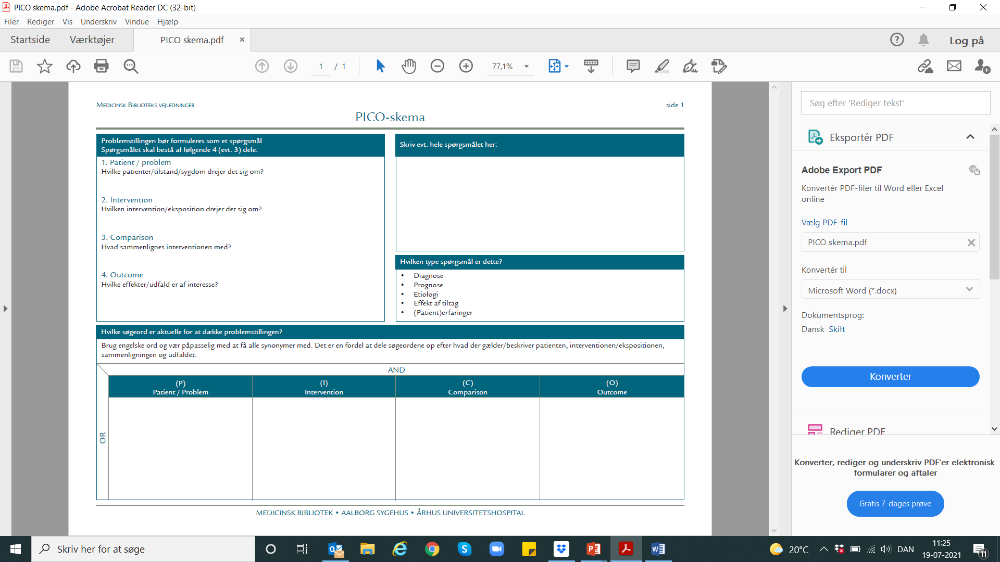 PICO skema.pdf - Adobe Acrobat Reader DC (32-bit)
Filer Rediger Vis Underskriv Vindue Hjælp
Startside Værktøjer PICO skema.pdf Log på
1 / 1 77,1%
MEDICINSK BIBLIOTEKS VEJLEDNINGER side 1
PICO-skema
Problemstillingen bør formuleres som et spørgsmål
Spørgsmålet skal bestå af følgende 4 (evt. 3) dele:
1. Patient / problem
Hvilke patienter/tilstand/sygdom drejer det sig om?
2. Intervention
Hvilken intervention/eksposition drejer det sig om?
3. Comparison
Hvad sammenlignes interventionen med?
4. Outcome
Hvilke effekter/udfald er af interesse?
Skriv evt. hele spørgsmålet her:
Hvilken type spørgsmål er dette?
• Diagnose
• Prognose
• Etiologi
• Effekt af tiltag
• (Patient)erfaringer
Hvilke søgeord er aktuelle for at dække problemstillingen?
Brug engelske ord og vær påpasselig med at få alle synonymer med. Det er en fordel at dele søgeordene op efter hvad der gælder/beskriver patienten, interventionen/ekspositionen,
sammenligningen og udfaldet.
AND
(P) (I) (C) (O)
Patient / Problem Intervention Comparison Outcome
OR
MEDICINSK BIBLIOTEK • AALBORG SYGEHUS • ÅRHUS UNIVERSITETSHOSPITAL
Søg efter 'Rediger tekst'
Eksportér PDF
Adobe Export PDF
Konvertér PDF-filer til Word eller Excel
online
Vælg PDF-fil
PICO skema.pdf
Konvertér til
Microsoft Word (*.docx)
Dokumentsprog:
Dansk Skift
Konverter
Rediger PDF
Konverter, rediger og underskriv PDF'er elektronisk
formularer og aftaler
Gratis 7-dages prøve
Skriv her for at søge
20°C DAN
11:25
19-07-2021
11